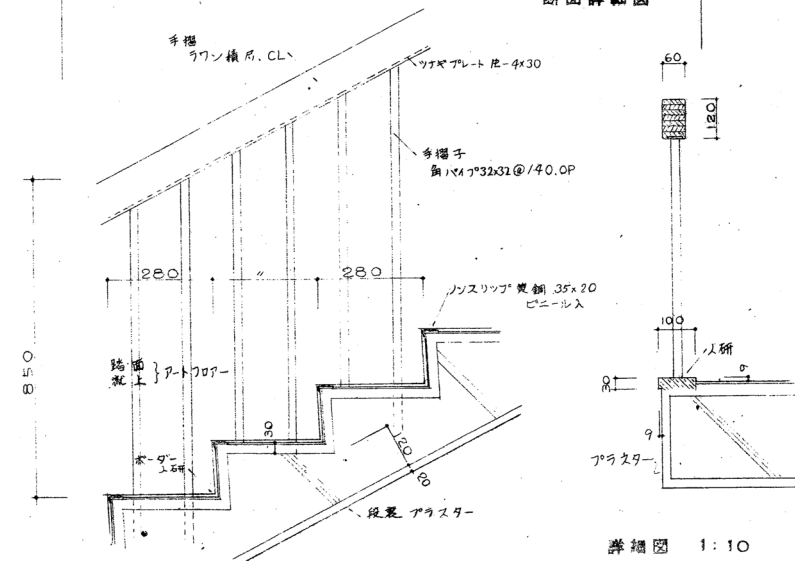 断面詳細図
手摺
ラワン積層.CL
ツナギプレート 占-4x30
60
120
手摺子
角パイプ32x32@140.OP
280
〃
280
ノンスリップ 黄銅 35x20
ビニール入
850
踏面
蹴上
}アートフロアー
100
人研
30
9
30
ボーダー
人研
120
20
9
プラスター
段裏 プラスター
詳細図 1:10